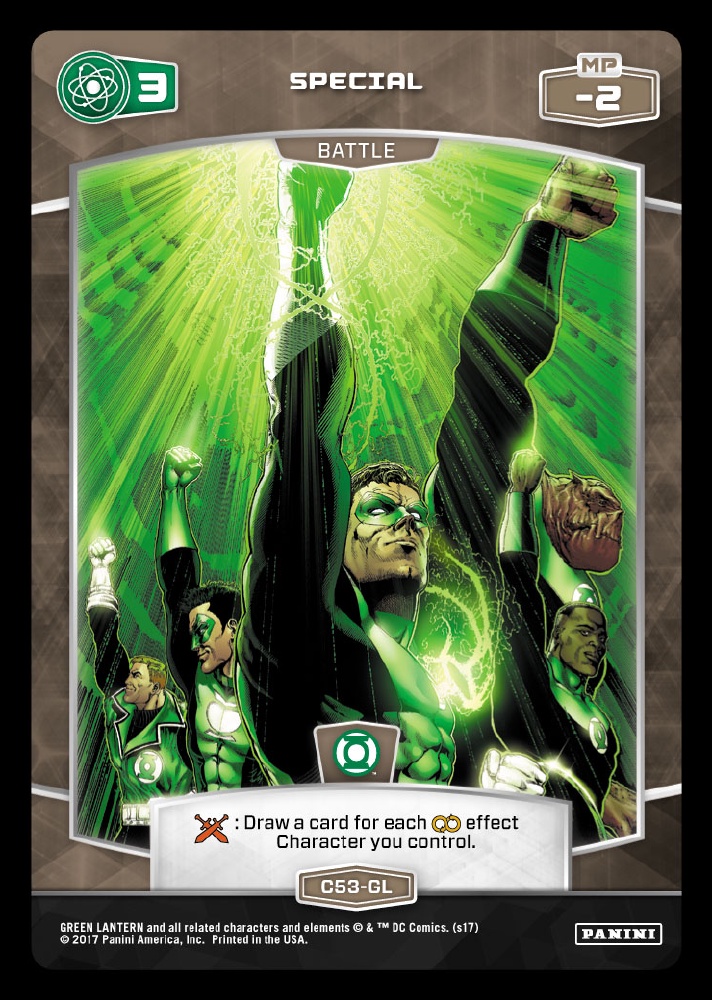 3
SPECIAL
MP
-2
BATTLE
: Draw a card for each effect
Character you control.
C53-GL
GREEN LANTERN and all related characters and elements © & ™ DC Comics. (s17)
© 2017 Panini America, Inc. Printed in the USA.
PANINI